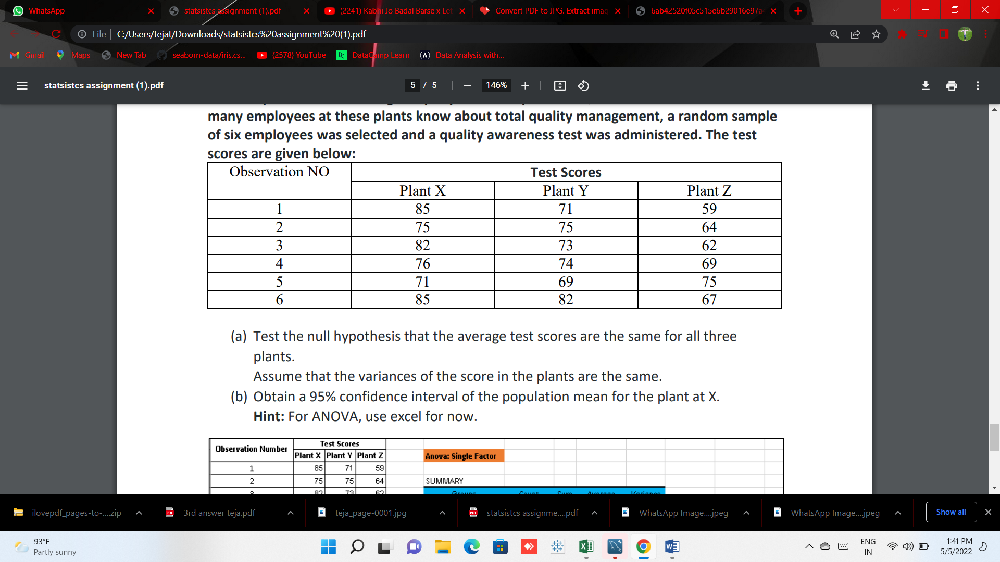 WhatsApp
statsistcs assignment (1).pdf
(2241) Kabhi Jo Badal Barse x Let
Convert PDF to JPG. Extract imag
6ab42520f05c515e6b29016e97a
File | C:/Users/tejat/Downloads/statsistcs%20assignment%20(1).pdf
Gmail Maps New Tab seaborn-data/iris.cs... (2578) YouTube DataCamp Learn Data Analysis with...
statsistcs assignment (1).pdf 5 / 5 146%
many employees at these plants know about total quality management, a random sample
of six employees was selected and a quality awareness test was administered. The test
scores are given below:
Observation NO Test Scores
Plant X Plant Y Plant Z
1 85 71 59
2 75 75 64
3 82 73 62
4 76 74 69
5 71 69 75
6 85 82 67
(a) Test the null hypothesis that the average test scores are the same for all three
plants.
Assume that the variances of the score in the plants are the same.
(b) Obtain a 95% confidence interval of the population mean for the plant at X.
Hint: For ANOVA, use excel for now.
Observation Number Test Scores
Plant X Plant Y Plant Z Anova: Single Factor
1 85 71 59
2 75 75 64 SUMMARY
ilovepdf_pages-to-....zip 3rd answer teja.pdf teja_page-0001.jpg statsistcs assignme....pdf WhatsApp Image....jpeg WhatsApp Image....jpeg Show all
93°F
Partly sunny
ENG
IN
1:41 PM
5/5/2022